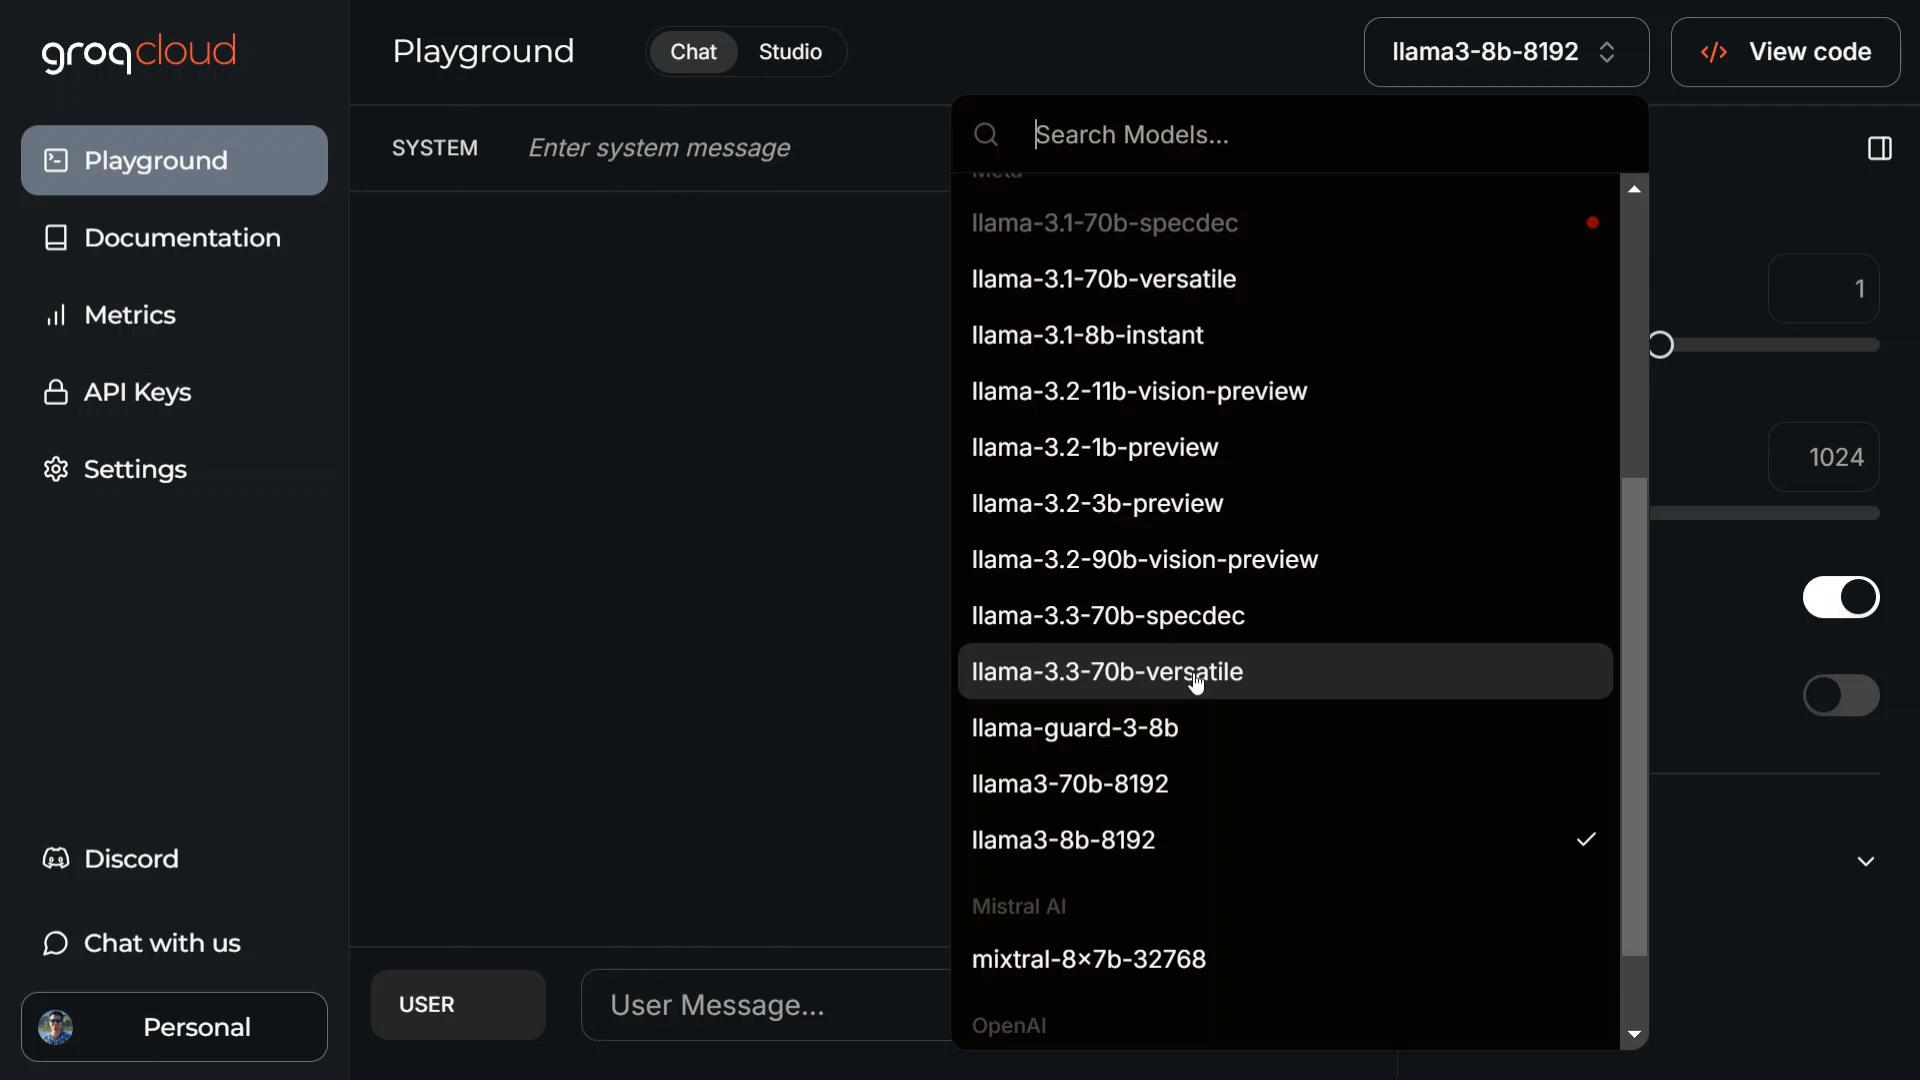 groqcloud
Playground
Documentation
Metrics
API Keys
Settings
Discord
Chat with us
Personal
Playground
Chat
Studio
llama3-8b-8192
</> View code
SYSTEM
Enter system message
Search Models...
Meta
llama-3.1-70b-specdec
llama-3.1-70b-versatile
llama-3.1-8b-instant
llama-3.2-11b-vision-preview
llama-3.2-1b-preview
llama-3.2-3b-preview
llama-3.2-90b-vision-preview
llama-3.3-70b-specdec
llama-3.3-70b-versatile
llama-guard-3-8b
llama3-70b-8192
llama3-8b-8192
Mistral AI
mixtral-8x7b-32768
OpenAI
1
1024
USER
User Message...